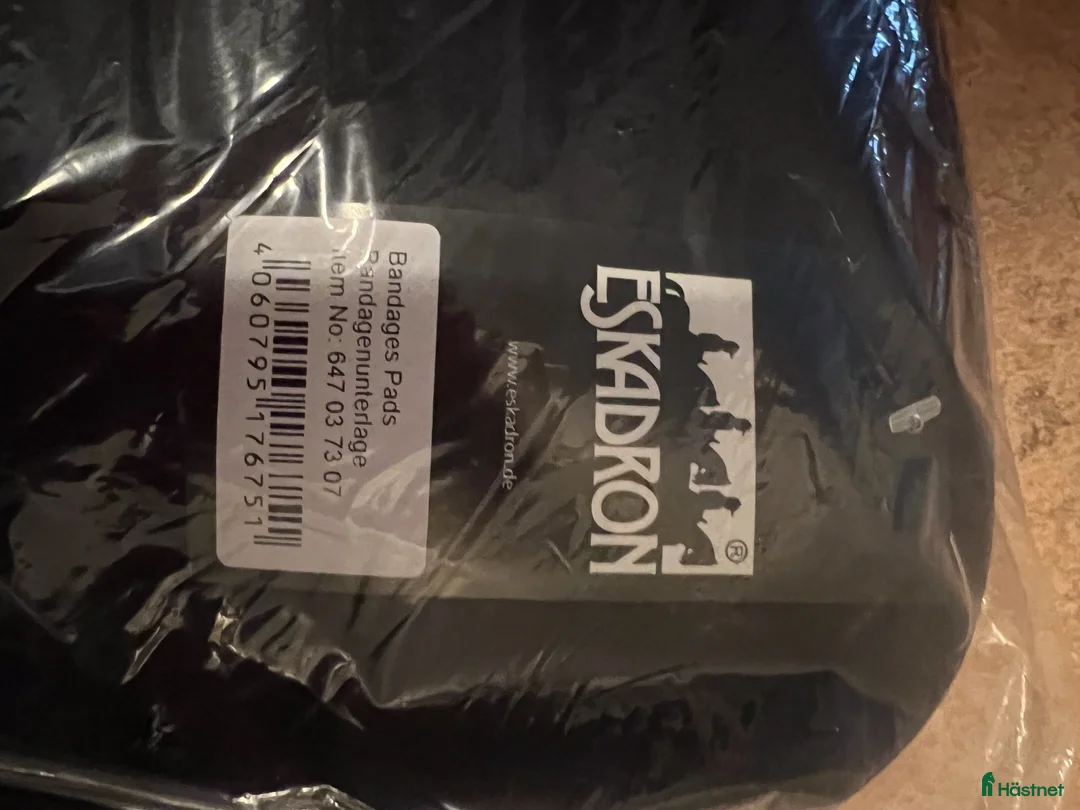 ESKADRON
®
www.eskadron.de
Bandages Pads
Bandagenunterlage
Item No: 647 03 73 07
4 060795 176751
Hästnet